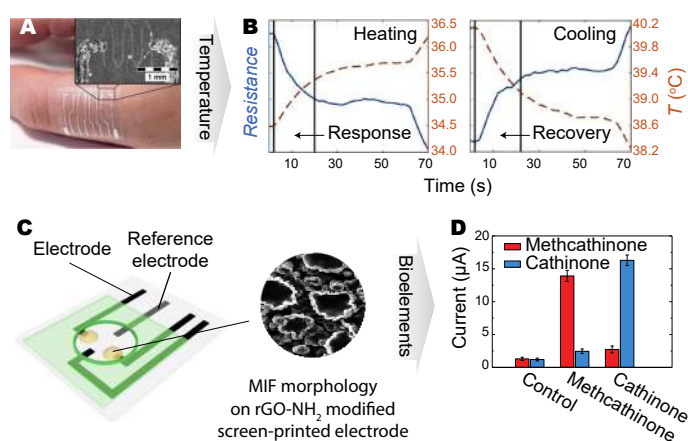 A
1 mm
Temperature
B
Heating
Cooling
Resistance
Response
Recovery
36.5
36.0
35.5
35.0
34.5
34.0
40.2
39.8
39.4
39.0
38.6
38.2
T (°C)
10 30 50 70
10 30 50 70
Time (s)
C
Electrode
Reference
electrode
MIF morphology
on rGO-NH₂ modified
screen-printed electrode
Bioelements
D
Methcathinone
Cathinone
Current (µA)
20
15
10
5
0
Control
Methcathinone
Cathinone